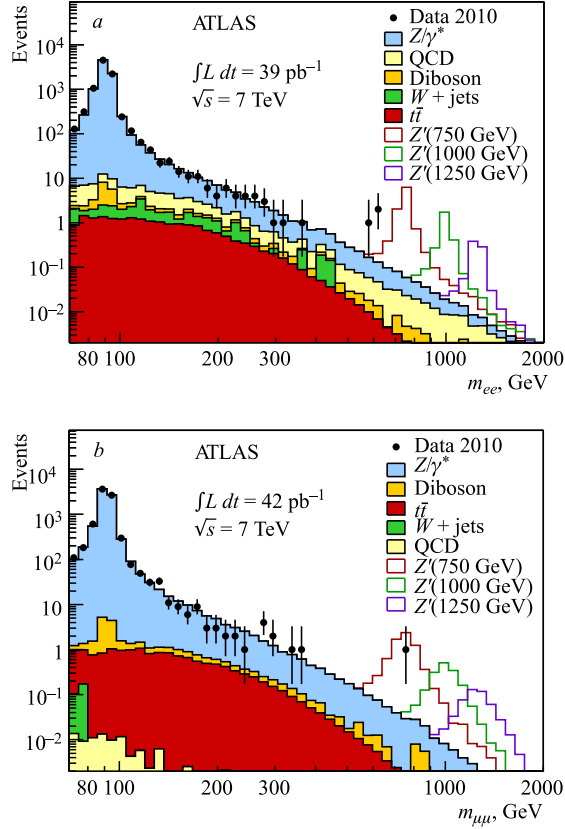 Events
a
ATLAS
∫L dt = 39 pb⁻¹
√s = 7 TeV
Data 2010
Z/γ*
QCD
Diboson
W + jets
tt̄
Z′(750 GeV)
Z′(1000 GeV)
Z′(1250 GeV)
10⁴
10³
10²
10
1
10⁻¹
10⁻²
80 100 200 300 1000 2000
m_ee, GeV
Events
b
ATLAS
∫L dt = 42 pb⁻¹
√s = 7 TeV
Data 2010
Z/γ*
Diboson
tt̄
W + jets
QCD
Z′(750 GeV)
Z′(1000 GeV)
Z′(1250 GeV)
10⁴
10³
10²
10
1
10⁻¹
10⁻²
80 100 200 300 1000 2000
m_μμ, GeV